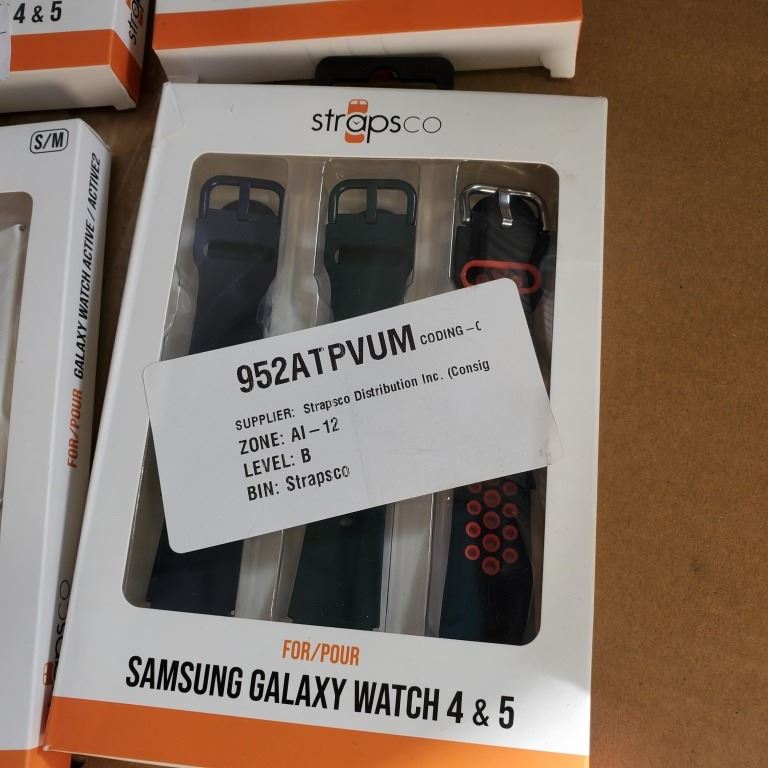 4 & 5
strapsco
S/M
FOR/POUR GALAXY WATCH ACTIVE / ACTIVE2
strapsco
952ATPVUM CODING-C
SUPPLIER: Strapsco Distribution Inc. (Consig
ZONE: AI-12
LEVEL: B
BIN: Strapsco
FOR/POUR
SAMSUNG GALAXY WATCH 4 & 5